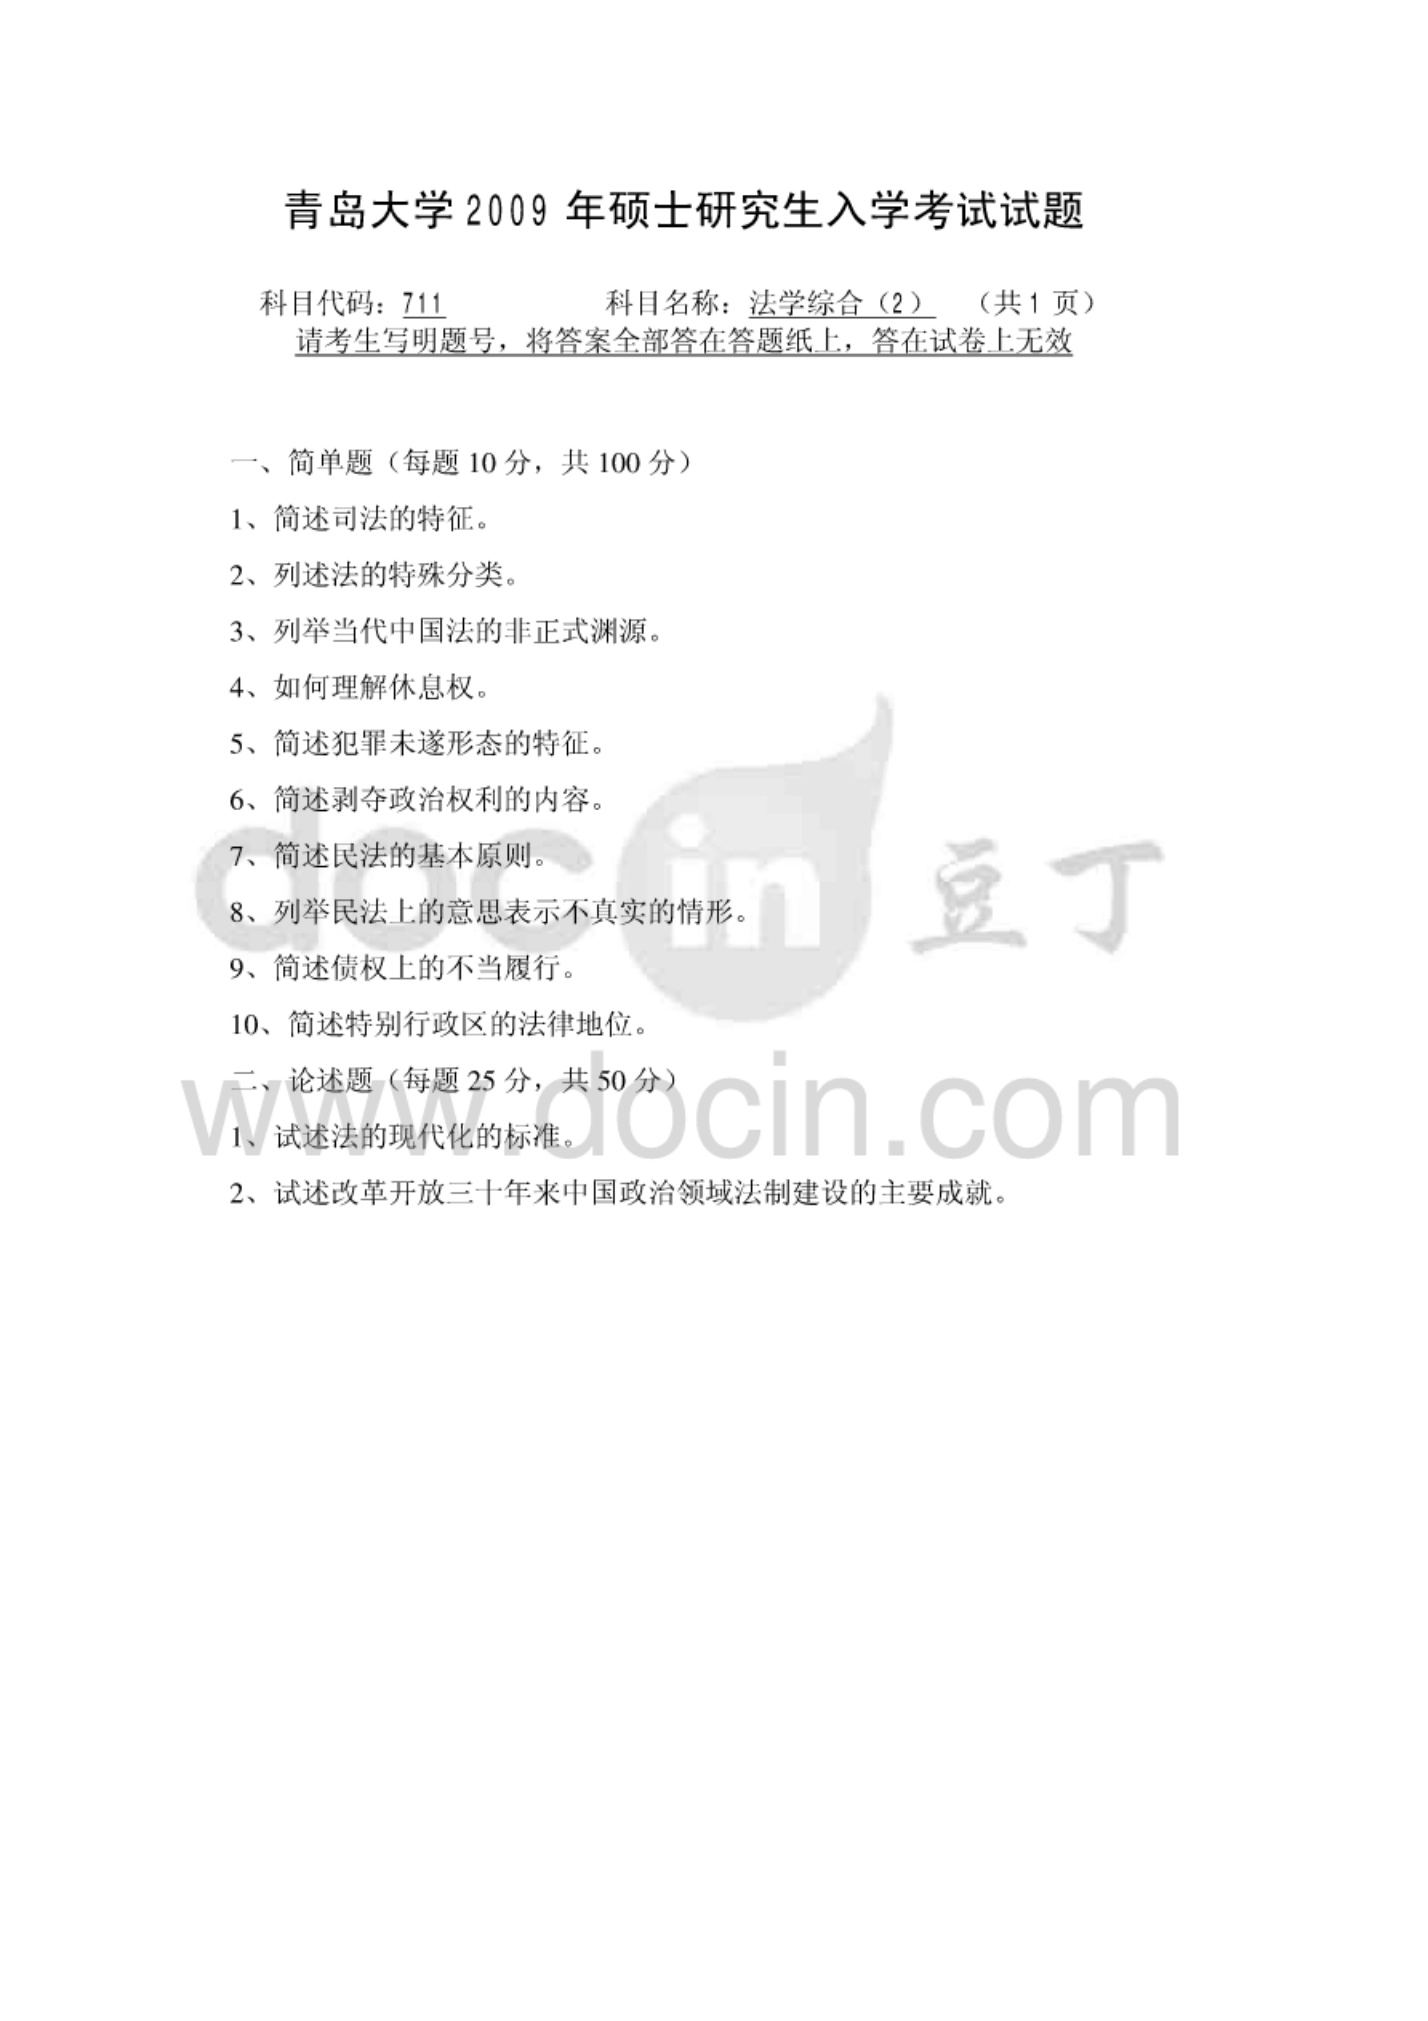 青岛大学2009 年硕士研究生入学考试试题
科目代码：711 科目名称：法学综合（2） （共1 页）
请考生写明题号，将答案全部答在答题纸上，答在试卷上无效
一、简单题（每题 10 分，共 100 分）
1、简述司法的特征。
2、列述法的特殊分类。
3、列举当代中国法的非正式渊源。
4、如何理解休息权。
5、简述犯罪未遂形态的特征。
6、简述剥夺政治权利的内容。
7、简述民法的基本原则。
8、列举民法上的意思表示不真实的情形。
9、简述债权上的不当履行。
10、简述特别行政区的法律地位。
二、论述题（每题 25 分，共 50 分）
1、试述法的现代化的标准。
2、试述改革开放三十年来中国政治领域法制建设的主要成就。
docin 豆丁
www.docin.com